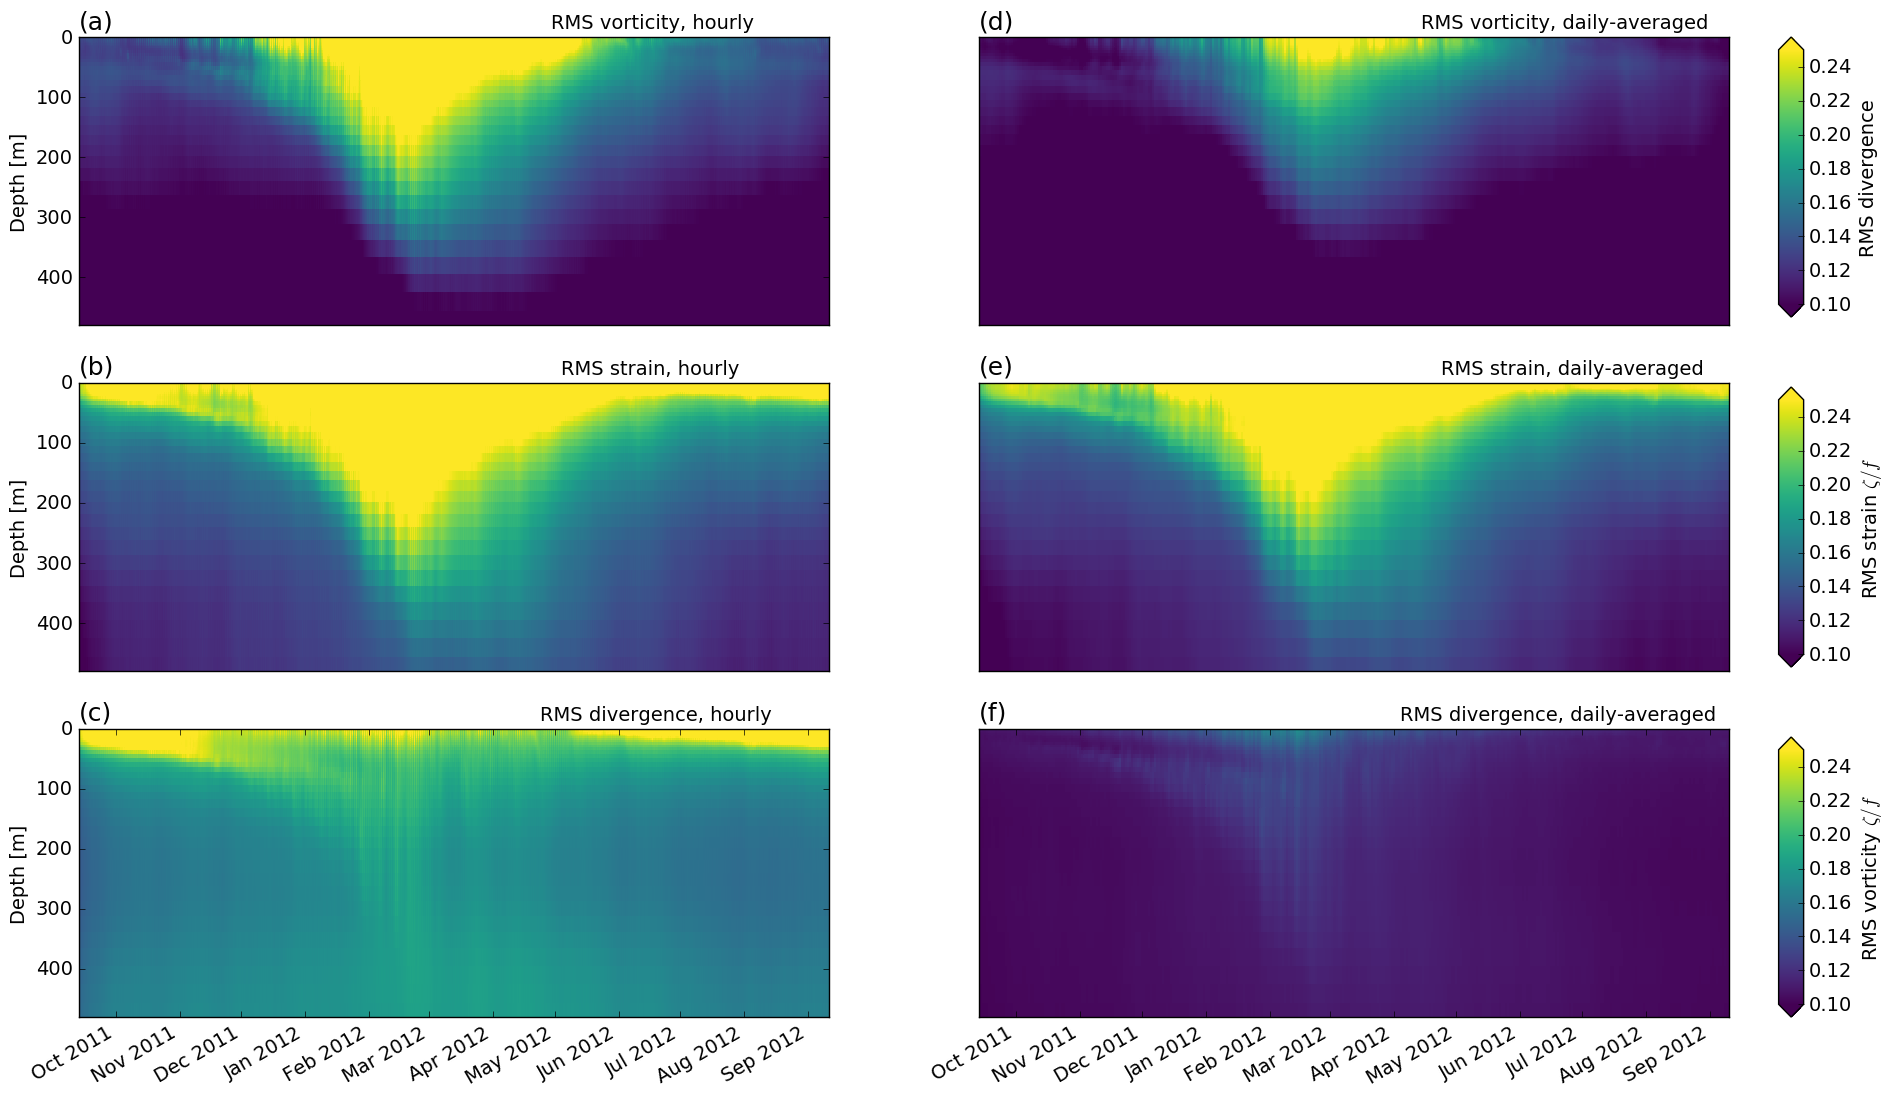 (a) RMS vorticity, hourly
0
100
200
300
400
Depth [m]
(d) RMS vorticity, daily-averaged
0.24
0.22
0.20
0.18
0.16
0.14
0.12
0.10
RMS divergence
(b) RMS strain, hourly
0
100
200
300
400
Depth [m]
(e) RMS strain, daily-averaged
0.24
0.22
0.20
0.18
0.16
0.14
0.12
0.10
RMS strain ζ/f
(c) RMS divergence, hourly
0
100
200
300
400
Depth [m]
Oct 2011 Nov 2011 Dec 2011 Jan 2012 Feb 2012 Mar 2012 Apr 2012 May 2012 Jun 2012 Jul 2012 Aug 2012 Sep 2012
(f) RMS divergence, daily-averaged
Oct 2011 Nov 2011 Dec 2011 Jan 2012 Feb 2012 Mar 2012 Apr 2012 May 2012 Jun 2012 Jul 2012 Aug 2012 Sep 2012
0.24
0.22
0.20
0.18
0.16
0.14
0.12
0.10
RMS vorticity ζ/f